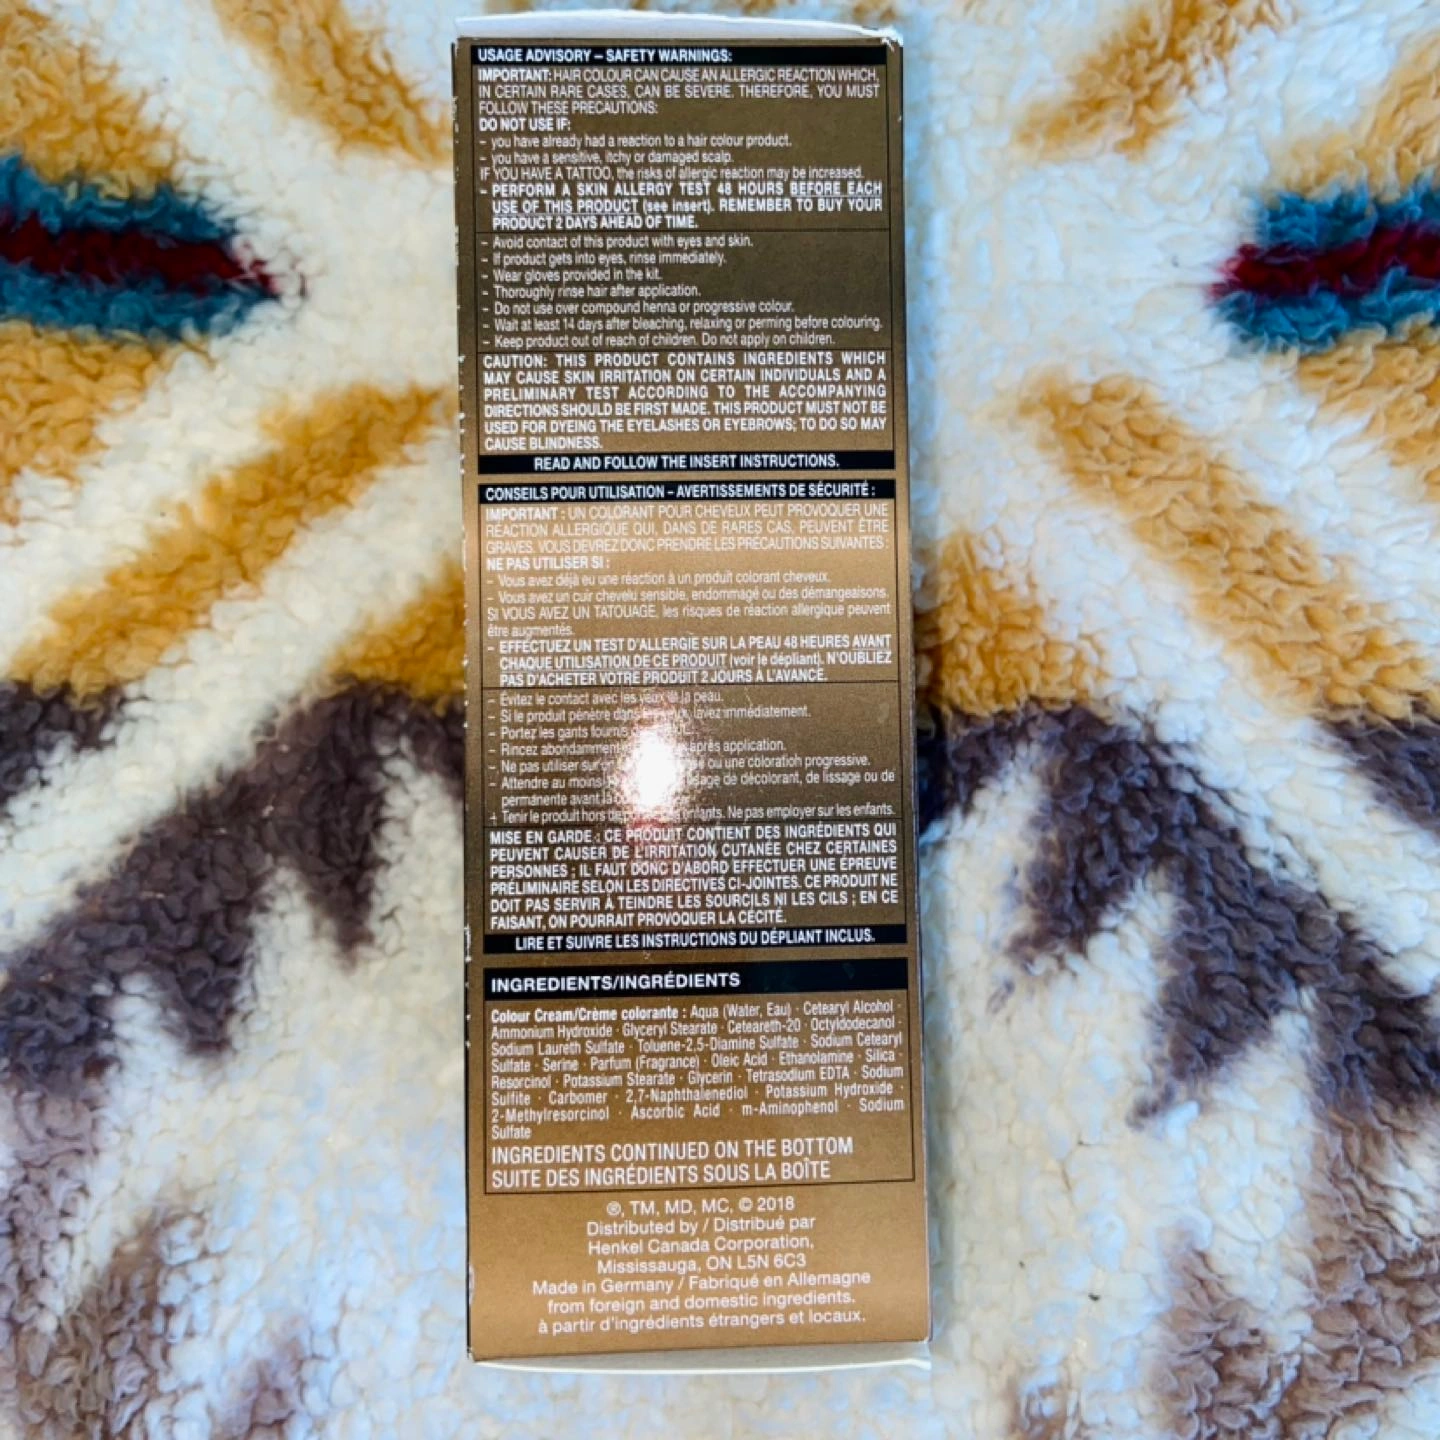 USAGE ADVISORY – SAFETY WARNINGS:
IMPORTANT: HAIR COLOUR CAN CAUSE AN ALLERGIC REACTION WHICH,
IN CERTAIN RARE CASES, CAN BE SEVERE. THEREFORE, YOU MUST
FOLLOW THESE PRECAUTIONS:
DO NOT USE IF:
– you have already had a reaction to a hair colour product.
– you have a sensitive, itchy or damaged scalp.
IF YOU HAVE A TATTOO, the risks of allergic reaction may be increased.
– PERFORM A SKIN ALLERGY TEST 48 HOURS BEFORE EACH
USE OF THIS PRODUCT (see insert). REMEMBER TO BUY YOUR
PRODUCT 2 DAYS AHEAD OF TIME.
– Avoid contact of this product with eyes and skin.
– If product gets into eyes, rinse immediately.
– Wear gloves provided in the kit.
– Thoroughly rinse hair after application.
– Do not use over compound henna or progressive colour.
– Wait at least 14 days after bleaching, relaxing or perming before colouring.
– Keep product out of reach of children. Do not apply on children.
CAUTION: THIS PRODUCT CONTAINS INGREDIENTS WHICH
MAY CAUSE SKIN IRRITATION ON CERTAIN INDIVIDUALS AND A
PRELIMINARY TEST ACCORDING TO THE ACCOMPANYING
DIRECTIONS SHOULD BE FIRST MADE. THIS PRODUCT MUST NOT BE
USED FOR DYEING THE EYELASHES OR EYEBROWS; TO DO SO MAY
CAUSE BLINDNESS.
READ AND FOLLOW THE INSERT INSTRUCTIONS.
CONSEILS POUR UTILISATION – AVERTISSEMENTS DE SÉCURITÉ :
IMPORTANT : UN COLORANT POUR CHEVEUX PEUT PROVOQUER UNE
RÉACTION ALLERGIQUE QUI, DANS DE RARES CAS, PEUVENT ÊTRE
GRAVES. VOUS DEVREZ DONC PRENDRE LES PRÉCAUTIONS SUIVANTES :
NE PAS UTILISER SI :
– Vous avez déjà eu une réaction à un produit colorant cheveux.
– Vous avez un cuir chevelu sensible, endommagé ou des démangeaisons.
SI VOUS AVEZ UN TATOUAGE, les risques de réaction allergique peuvent
être augmentés.
– EFFECTUEZ UN TEST D'ALLERGIE SUR LA PEAU 48 HEURES AVANT
CHAQUE UTILISATION DE CE PRODUIT (voir le dépliant). N'OUBLIEZ
PAS D'ACHETER VOTRE PRODUIT 2 JOURS À L'AVANCE.
– Évitez le contact avec les yeux la peau.
– Si le produit pénètre dans lavez immédiatement.
– Portez les gants fournis
– Rincez abondamment après application.
– Ne pas utiliser sur ou une coloration progressive.
– Attendre au moins de décolorant, de lissage ou de
permanente avant la
– Tenir le produit hors enfants. Ne pas employer sur les enfants.
MISE EN GARDE : CE PRODUIT CONTIENT DES INGRÉDIENTS QUI
PEUVENT CAUSER DE L'IRRITATION CUTANÉE CHEZ CERTAINES
PERSONNES ; IL FAUT DONC D'ABORD EFFECTUER UNE ÉPREUVE
PRÉLIMINAIRE SELON LES DIRECTIVES CI-JOINTES. CE PRODUIT NE
DOIT PAS SERVIR À TEINDRE LES SOURCILS NI LES CILS ; EN CE
FAISANT, ON POURRAIT PROVOQUER LA CÉCITÉ.
LIRE ET SUIVRE LES INSTRUCTIONS DU DÉPLIANT INCLUS.
INGREDIENTS/INGRÉDIENTS
Colour Cream/Crème colorante : Aqua (Water, Eau) · Cetearyl Alcohol ·
Ammonium Hydroxide · Glyceryl Stearate · Ceteareth-20 · Octyldodecanol ·
Sodium Laureth Sulfate · Toluene-2,5-Diamine Sulfate · Sodium Cetearyl
Sulfate · Serine · Parfum (Fragrance) · Oleic Acid · Ethanolamine · Silica ·
Resorcinol · Potassium Stearate · Glycerin · Tetrasodium EDTA · Sodium
Sulfite · Carbomer · 2,7-Naphthalenediol · Potassium Hydroxide ·
2-Methylresorcinol · Ascorbic Acid · m-Aminophenol · Sodium
Sulfate
INGREDIENTS CONTINUED ON THE BOTTOM
SUITE DES INGRÉDIENTS SOUS LA BOÎTE
®, TM, MD, MC, © 2018
Distributed by / Distribué par
Henkel Canada Corporation,
Mississauga, ON L5N 6C3
Made in Germany / Fabriqué en Allemagne
from foreign and domestic ingredients.
à partir d'ingrédients étrangers et locaux.